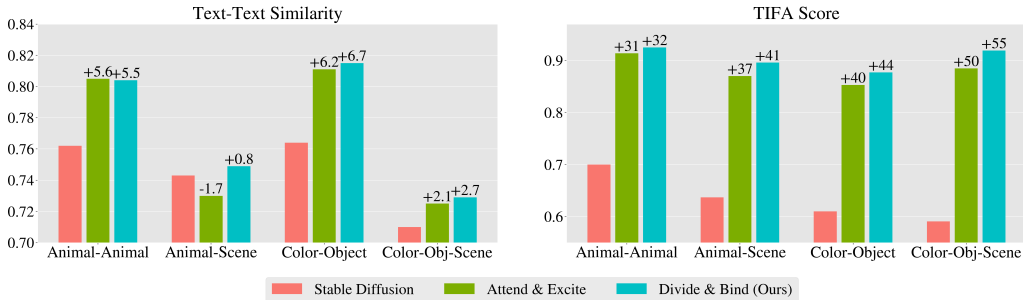 Text-Text Similarity
0.84
0.82
0.80
0.78
0.76
0.74
0.72
0.70
+5.6
+5.5
-1.7
+0.8
+6.2
+6.7
+2.1
+2.7
Animal-Animal
Animal-Scene
Color-Object
Color-Obj-Scene
TIFA Score
0.9
0.8
0.7
0.6
+31
+32
+37
+41
+40
+44
+50
+55
Animal-Animal
Animal-Scene
Color-Object
Color-Obj-Scene
Stable Diffusion
Attend & Excite
Divide & Bind (Ours)